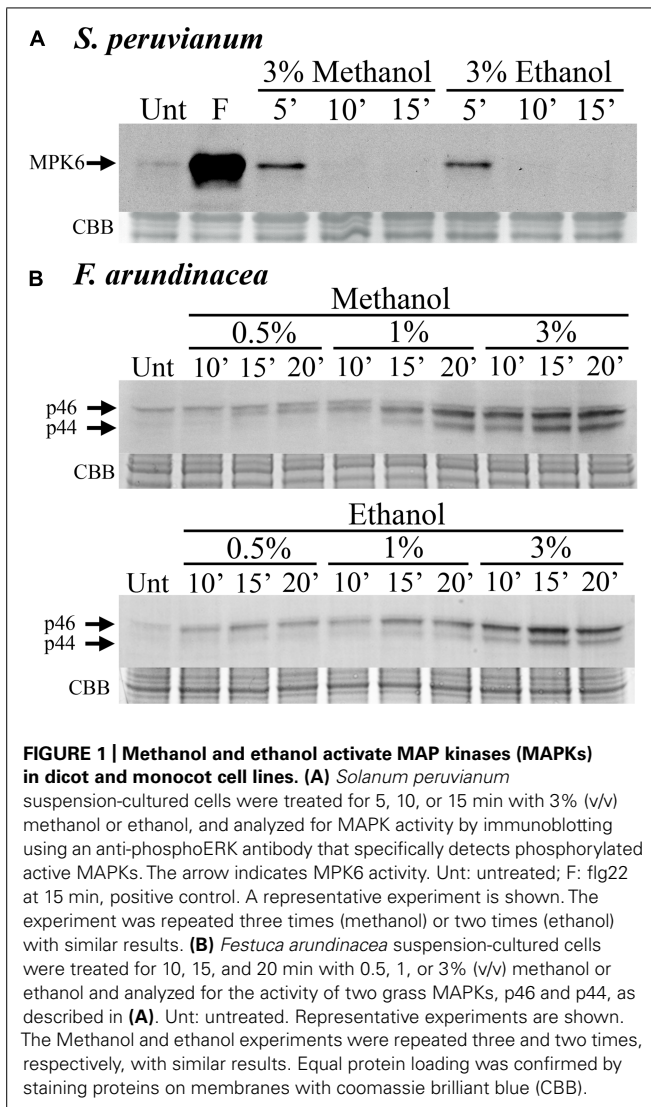 A S. peruvianum
3% Methanol 3% Ethanol
Unt F 5’ 10’ 15’ 5’ 10’ 15’
MPK6
CBB
B F. arundinacea
Methanol
0.5% 1% 3%
Unt 10’ 15’ 20’ 10’ 15’ 20’ 10’ 15’ 20’
p46
p44
CBB
Ethanol
0.5% 1% 3%
Unt 10’ 15’ 20’ 10’ 15’ 20’ 10’ 15’ 20’
p46
p44
CBB
FIGURE 1 | Methanol and ethanol activate MAP kinases (MAPKs)
in dicot and monocot cell lines. (A) Solanum peruvianum
suspension-cultured cells were treated for 5, 10, or 15 min with 3% (v/v)
methanol or ethanol, and analyzed for MAPK activity by immunoblotting
using an anti-phosphoERK antibody that specifically detects phosphorylated
active MAPKs. The arrow indicates MPK6 activity. Unt: untreated; F: flg22
at 15 min, positive control. A representative experiment is shown. The
experiment was repeated three times (methanol) or two times (ethanol)
with similar results. (B) Festuca arundinacea suspension-cultured cells
were treated for 10, 15, and 20 min with 0.5, 1, or 3% (v/v) methanol or
ethanol and analyzed for the activity of two grass MAPKs, p46 and p44, as
described in (A). Unt: untreated. Representative experiments are shown.
The Methanol and ethanol experiments were repeated three and two times,
respectively, with similar results. Equal protein loading was confirmed by
staining proteins on membranes with coomassie brilliant blue (CBB).